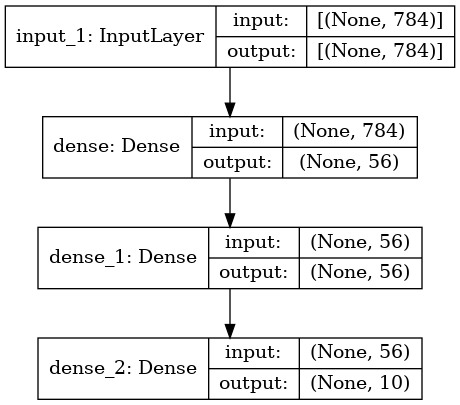 input_1: InputLayer
input:
[(None, 784)]
output:
[(None, 784)]
dense: Dense
input:
(None, 784)
output:
(None, 56)
dense_1: Dense
input:
(None, 56)
output:
(None, 56)
dense_2: Dense
input:
(None, 56)
output:
(None, 10)